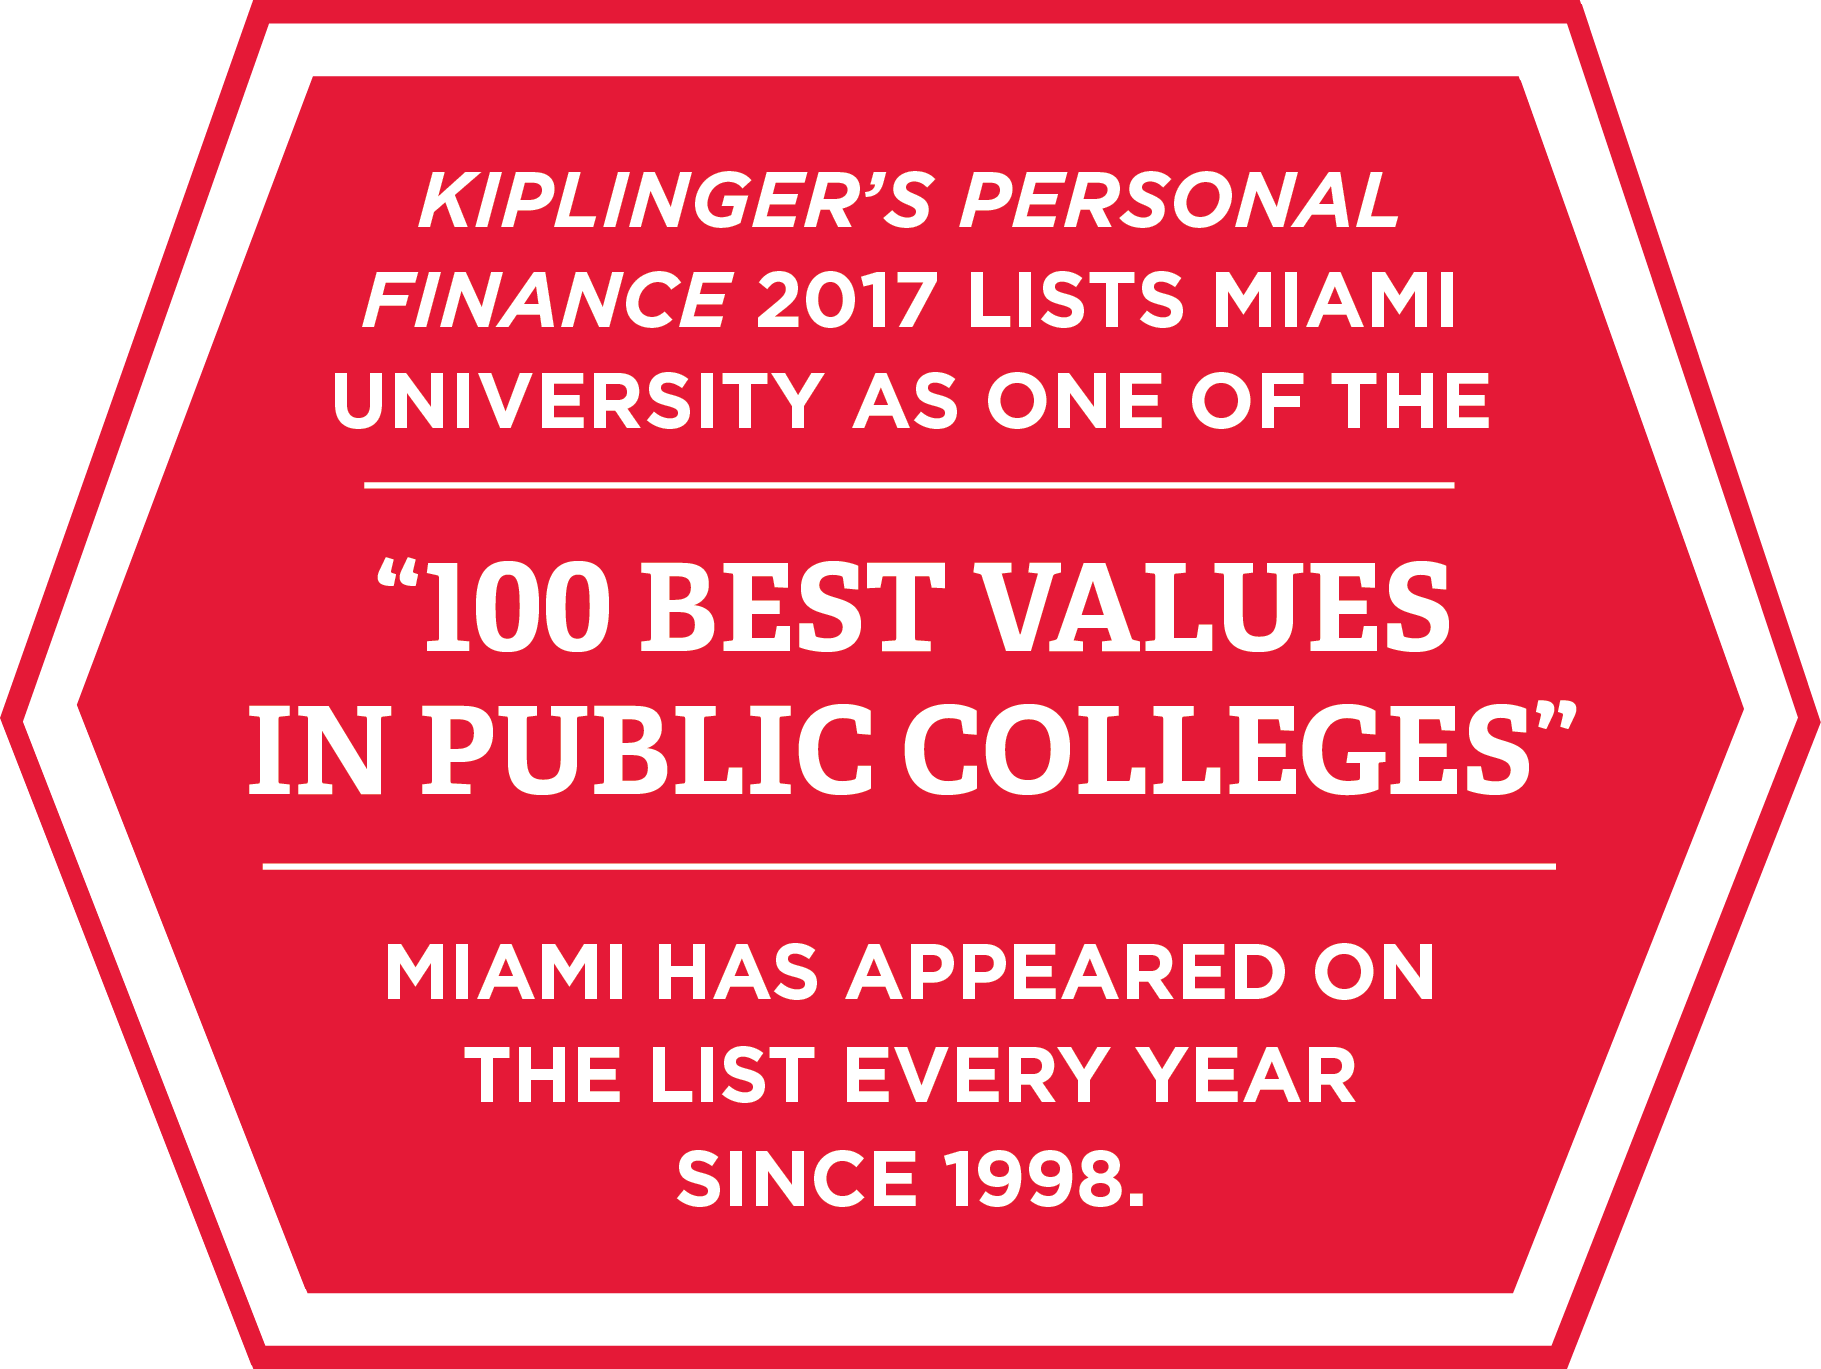 KIPLINGER’S PERSONAL
FINANCE 2017 LISTS MIAMI
UNIVERSITY AS ONE OF THE
“100 BEST VALUES
IN PUBLIC COLLEGES”
MIAMI HAS APPEARED ON
THE LIST EVERY YEAR
SINCE 1998.